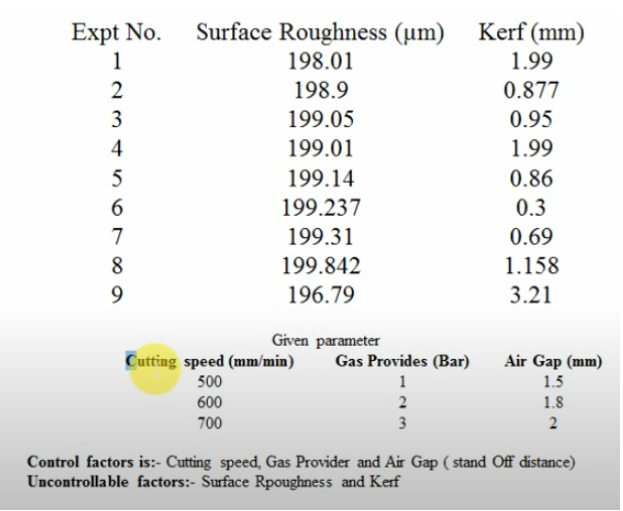 Expt No. Surface Roughness (µm) Kerf (mm)
1 198.01 1.99
2 198.9 0.877
3 199.05 0.95
4 199.01 1.99
5 199.14 0.86
6 199.237 0.3
7 199.31 0.69
8 199.842 1.158
9 196.79 3.21
Given parameter
Cutting speed (mm/min) Gas Provides (Bar) Air Gap (mm)
500 1 1.5
600 2 1.8
700 3 2
Control factors is:- Cutting speed, Gas Provider and Air Gap ( stand Off distance)
Uncontrollable factors:- Surface Rpoughness and Kerf